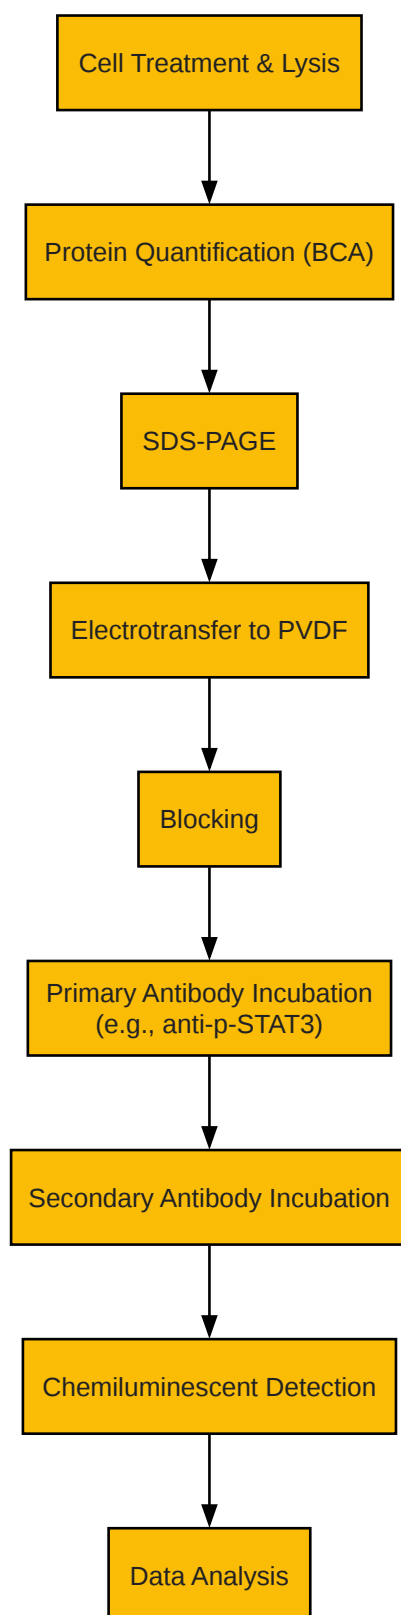 Cell Treatment & Lysis
Protein Quantification (BCA)
SDS-PAGE
Electrotransfer to PVDF
Blocking
Primary Antibody Incubation
(e.g., anti-p-STAT3)
Secondary Antibody Incubation
Chemiluminescent Detection
Data Analysis